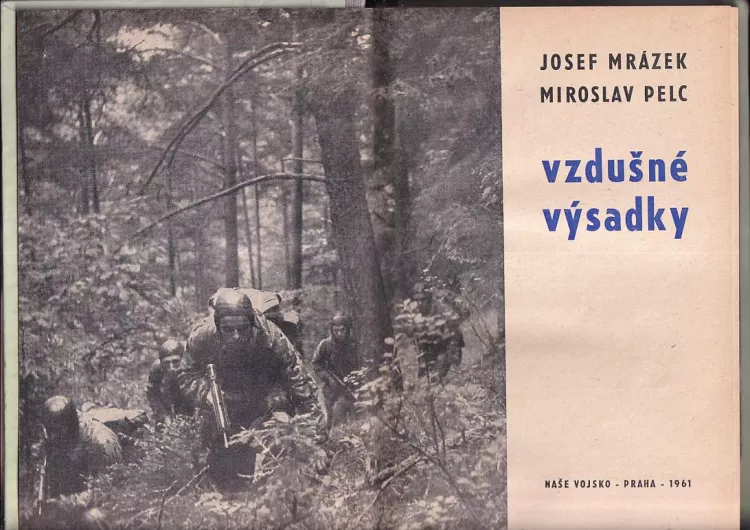 JOSEF MRÁZEK
MIROSLAV PELC
vzdušné
výsadky
NAŠE VOJSKO - PRAHA - 1961